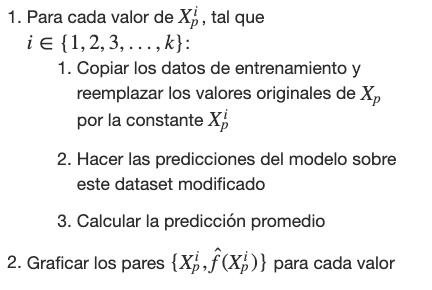 1. Para cada valor de $X_p^i$, tal que
$i \in \{1, 2, 3, \ldots, k\}$:
1. Copiar los datos de entrenamiento y
reemplazar los valores originales de $X_p$
por la constante $X_p^i$
2. Hacer las predicciones del modelo sobre
este dataset modificado
3. Calcular la predicción promedio
2. Graficar los pares $\{X_p^i, \hat{f}(X_p^i)\}$ para cada valor